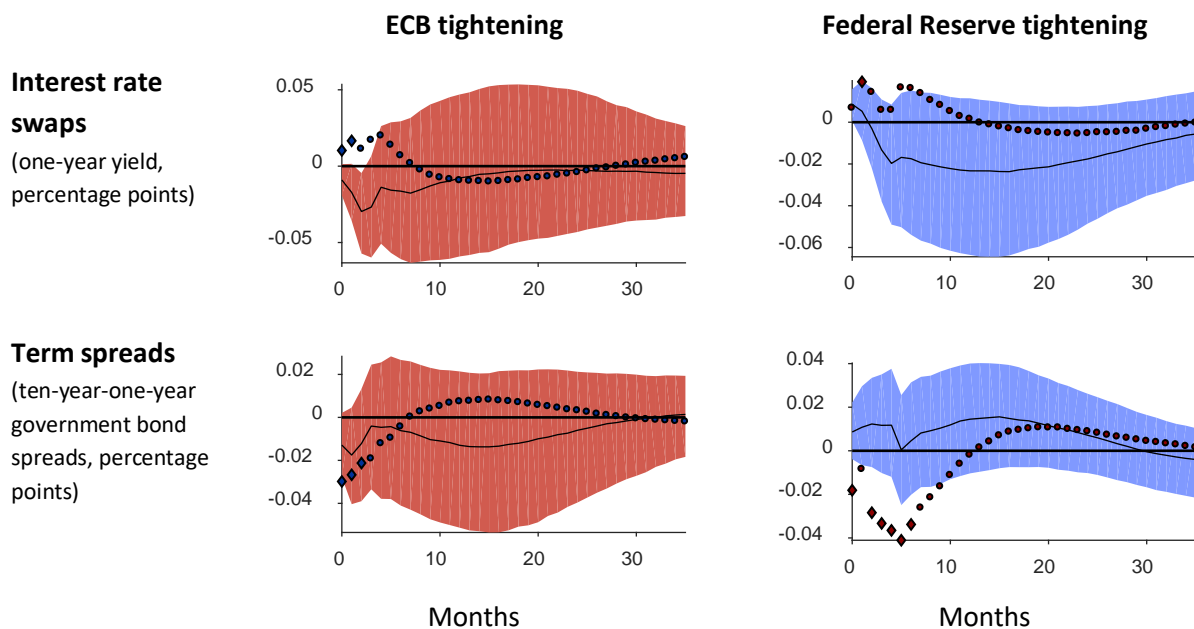 ECB tightening
Federal Reserve tightening
Interest rate
swaps
(one-year yield,
percentage points)
0.05
0
-0.05
0
10
20
30
0
-0.02
-0.04
-0.06
0
10
20
30
Term spreads
(ten-year-one-year
government bond
spreads, percentage
points)
0.02
0
-0.02
-0.04
0
10
20
30
0.04
0.02
0
-0.02
-0.04
0
10
20
30
Months
Months